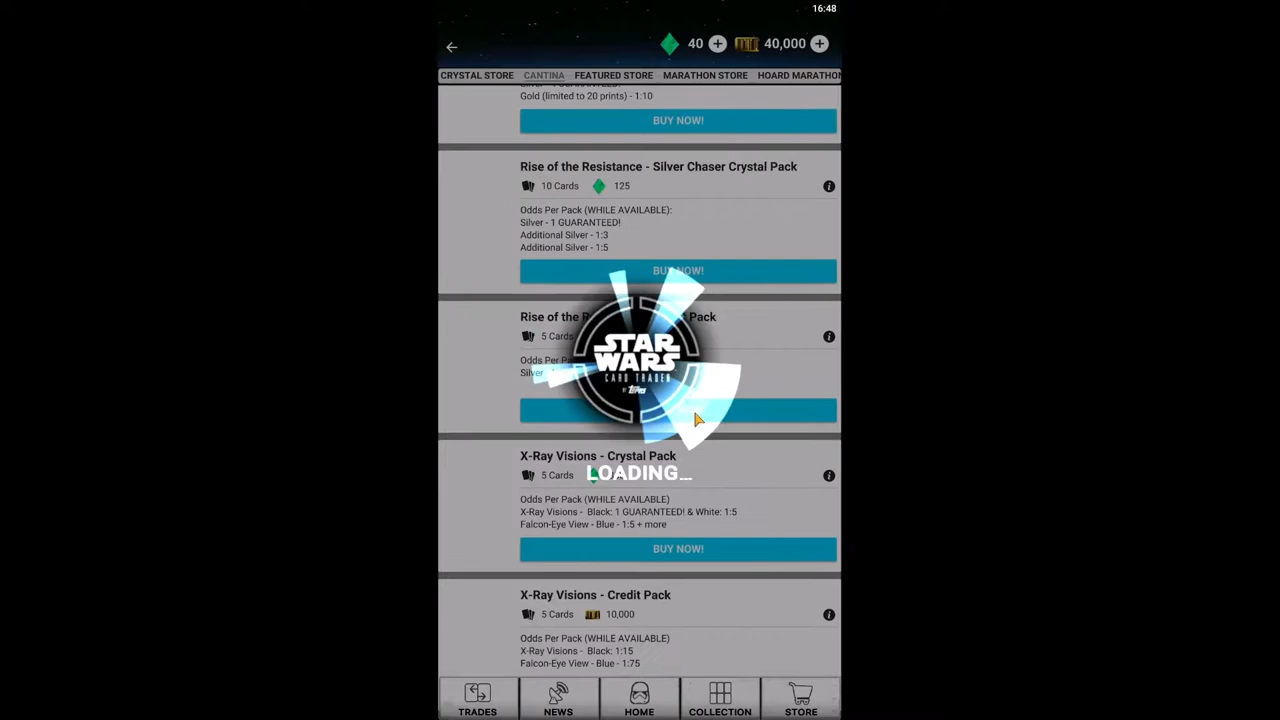 16:48
40
40,000
CRYSTAL STORE CANTINA FEATURED STORE MARATHON STORE HOARD MARATHON
Gold (limited to 20 prints) - 1:10
BUY NOW!
Rise of the Resistance - Silver Chaser Crystal Pack
10 Cards 125
Odds Per Pack (WHILE AVAILABLE):
Silver - 1 GUARANTEED!
Additional Silver - 1:3
Additional Silver - 1:5
BUY NOW!
Rise of the Pack
5 Cards
Odds
Silver
STAR
WARS
CARD TRADER
BY TOPPS
LOADING...
X-Ray Visions - Crystal Pack
5 Cards
Odds Per Pack (WHILE AVAILABLE)
X-Ray Visions - Black: 1 GUARANTEED! & White: 1:5
Falcon-Eye View - Blue - 1:5 + more
BUY NOW!
X-Ray Visions - Credit Pack
5 Cards 10,000
Odds Per Pack (WHILE AVAILABLE)
X-Ray Visions - Black: 1:15
Falcon-Eye View - Blue - 1:75
TRADES NEWS HOME COLLECTION STORE